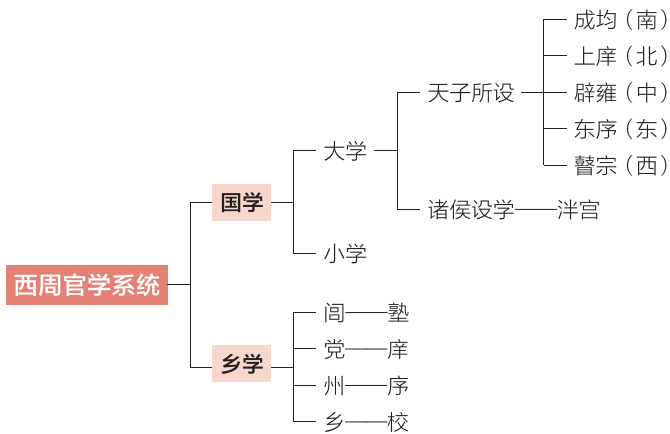 西周官学系统
国学
大学
天子所设
成均（南）
上庠（北）
辟雍（中）
东序（东）
瞽宗（西）
诸侯设学——泮宫
小学
乡学
闾——塾
党——庠
州——序
乡——校